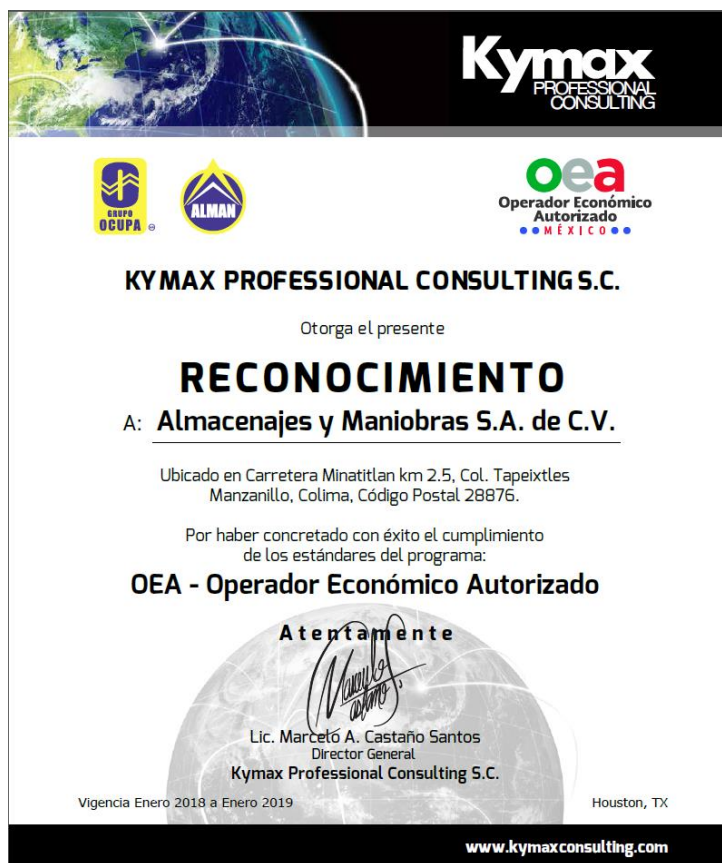 Kymax
PROFESSIONAL
CONSULTING
GRUPO
OCUPA
ALMAN
oea
Operador Económico
Autorizado
MÉXICO
KYMAX PROFESSIONAL CONSULTING S.C.
Otorga el presente
RECONOCIMIENTO
A: Almacenajes y Maniobras S.A. de C.V.
Ubicado en Carretera Minatitlan km 2.5, Col. Tapeixtles
Manzanillo, Colima, Código Postal 28876.
Por haber concretado con éxito el cumplimiento
de los estándares del programa:
OEA - Operador Económico Autorizado
Atentamente
Marcelo
Castaño S.
Lic. Marcelo A. Castaño Santos
Director General
Kymax Professional Consulting S.C.
Vigencia Enero 2018 a Enero 2019
Houston, TX
www.kymaxconsulting.com